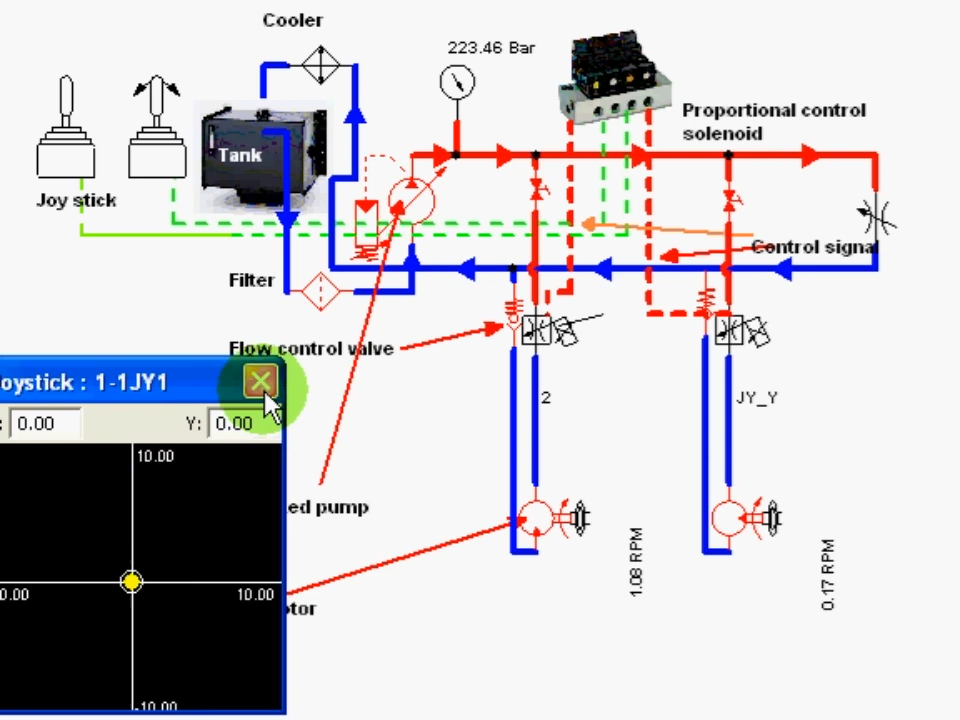 Cooler
223.46 Bar
Proportional control
solenoid
Tank
Joy stick
Control signal
Filter
Flow control valve
oystick : 1-1JY1
: 0.00
Y: 0.00
10.00
2
JY_Y
ed pump
0.00
10.00
otor
1.08 RPM
0.17 RPM
-10.00